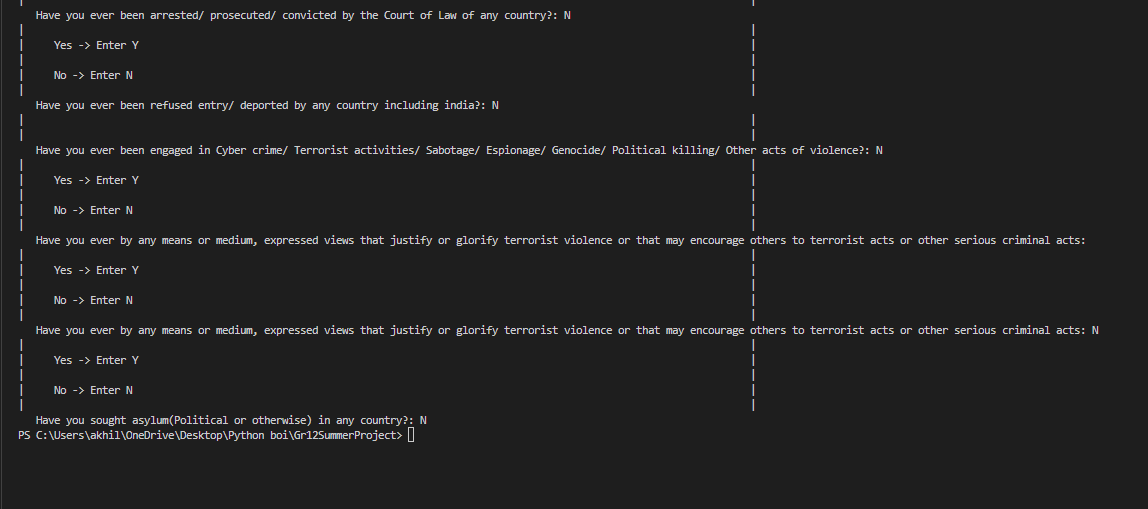 Have you ever been arrested/ prosecuted/ convicted by the Court of Law of any country?: N
Yes -> Enter Y
No -> Enter N
Have you ever been refused entry/ deported by any country including india?: N
Have you ever been engaged in Cyber crime/ Terrorist activities/ Sabotage/ Espionage/ Genocide/ Political killing/ Other acts of violence?: N
Yes -> Enter Y
No -> Enter N
Have you ever by any means or medium, expressed views that justify or glorify terrorist violence or that may encourage others to terrorist acts or other serious criminal acts:
Yes -> Enter Y
No -> Enter N
Have you ever by any means or medium, expressed views that justify or glorify terrorist violence or that may encourage others to terrorist acts or other serious criminal acts: N
Yes -> Enter Y
No -> Enter N
Have you sought asylum(Political or otherwise) in any country?: N
PS C:\Users\akhil\OneDrive\Desktop\Python boi\Gr12SummerProject>